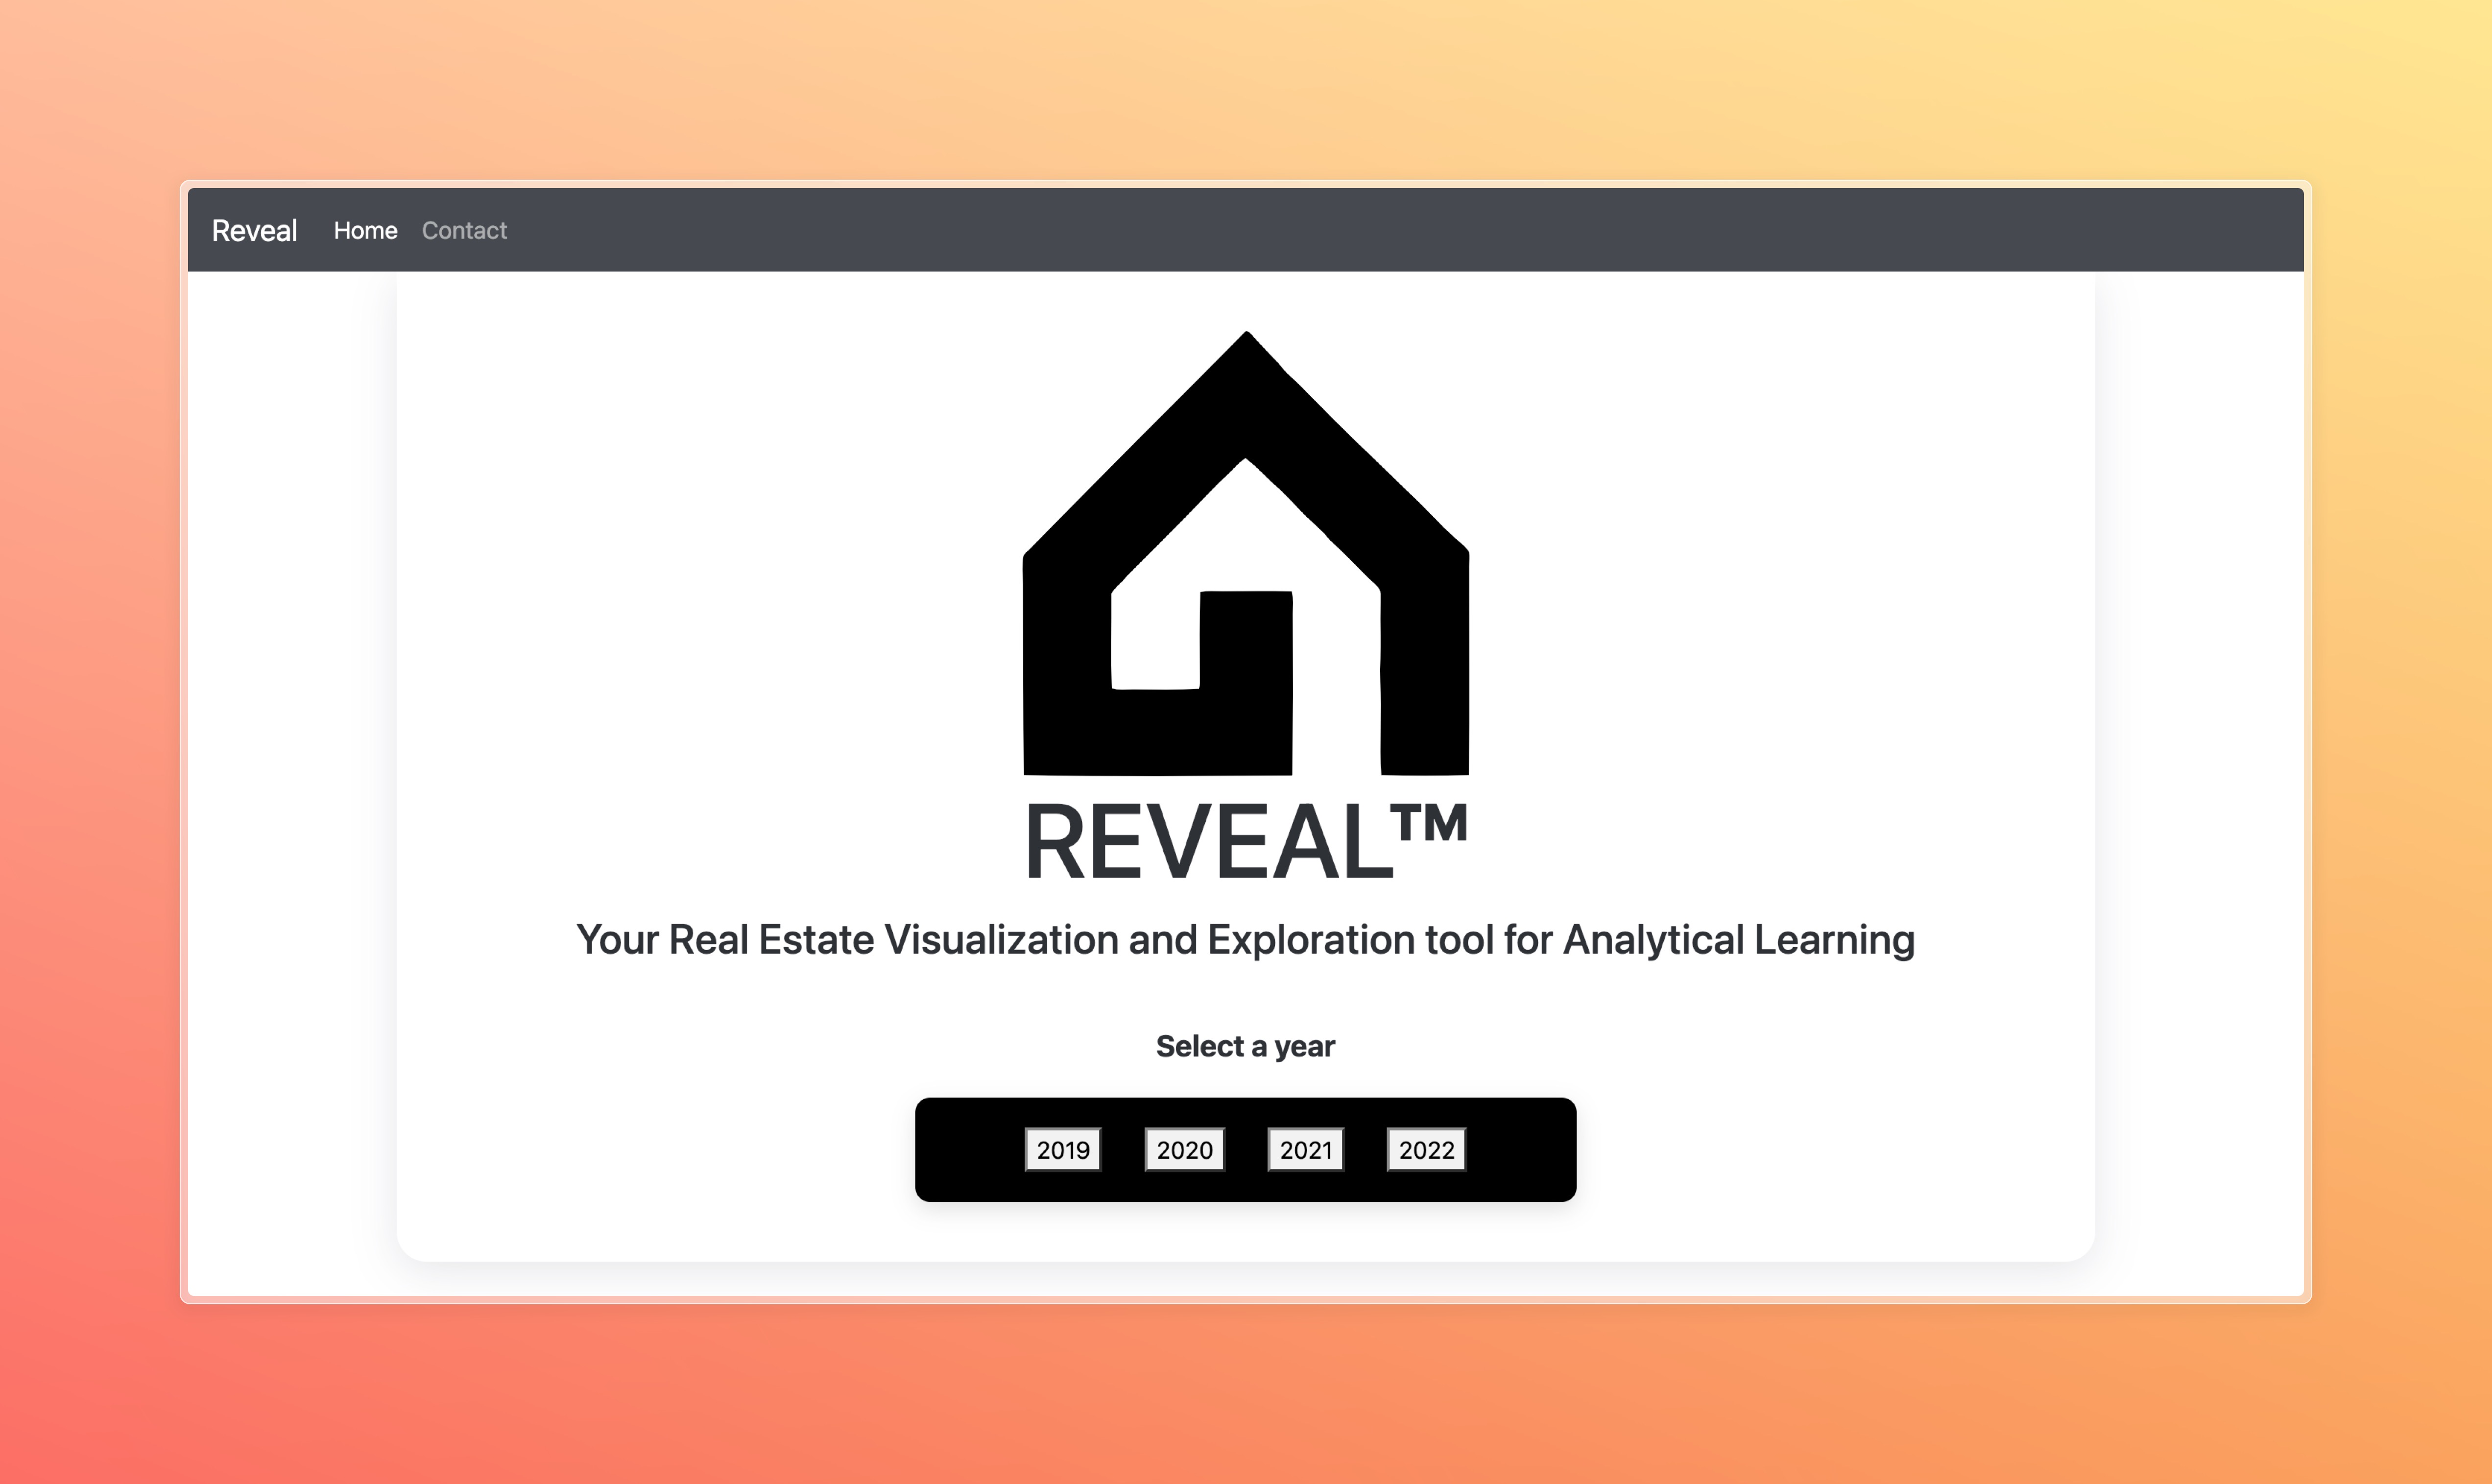 Reveal Home Contact
REVEAL™
Your Real Estate Visualization and Exploration tool for Analytical Learning
Select a year
2019 2020 2021 2022